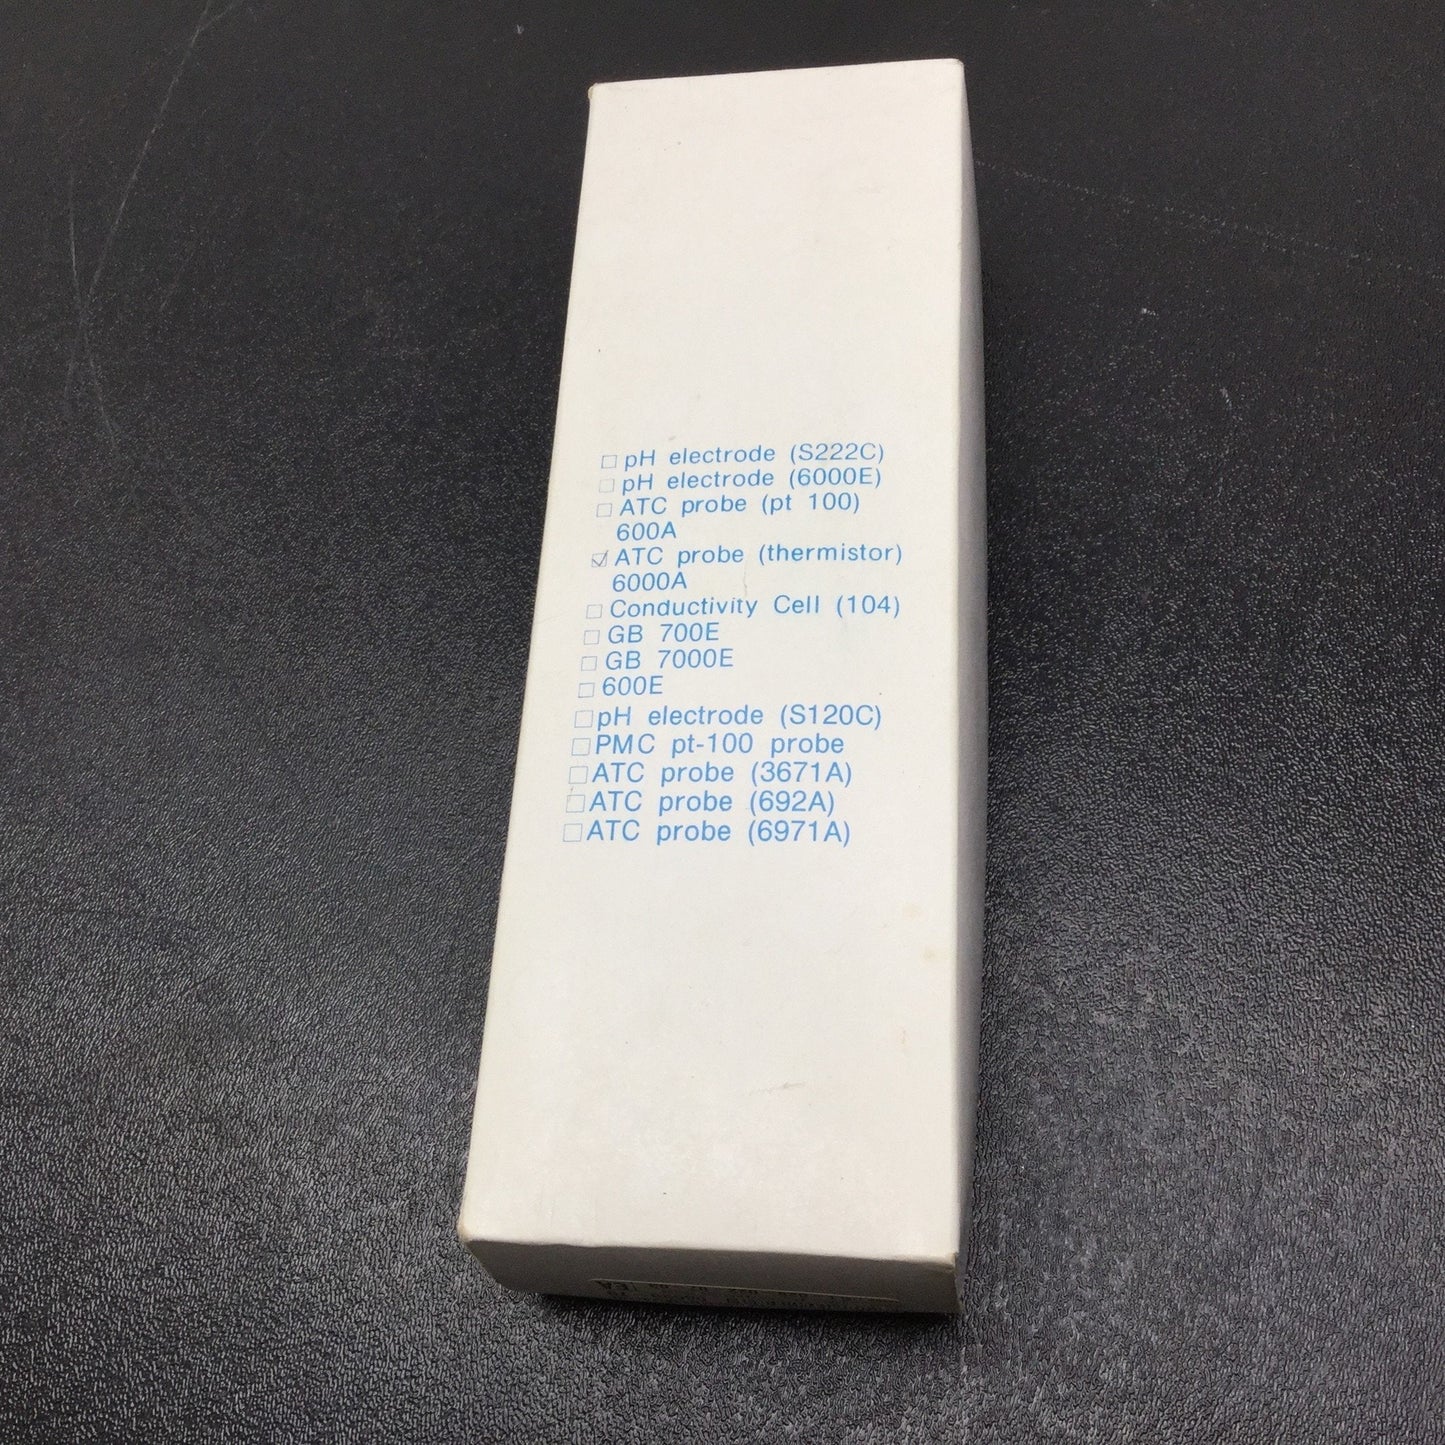 ☐ pH electrode (S222C)
☐ pH electrode (6000E)
☐ ATC probe (pt 100)
600A
☑ ATC probe (thermistor)
6000A
☐ Conductivity Cell (104)
☐ GB 700E
☐ GB 7000E
☐ 600E
☐ pH electrode (S120C)
☐ PMC pt-100 probe
☐ ATC probe (3671A)
☐ ATC probe (692A)
☐ ATC probe (6971A)